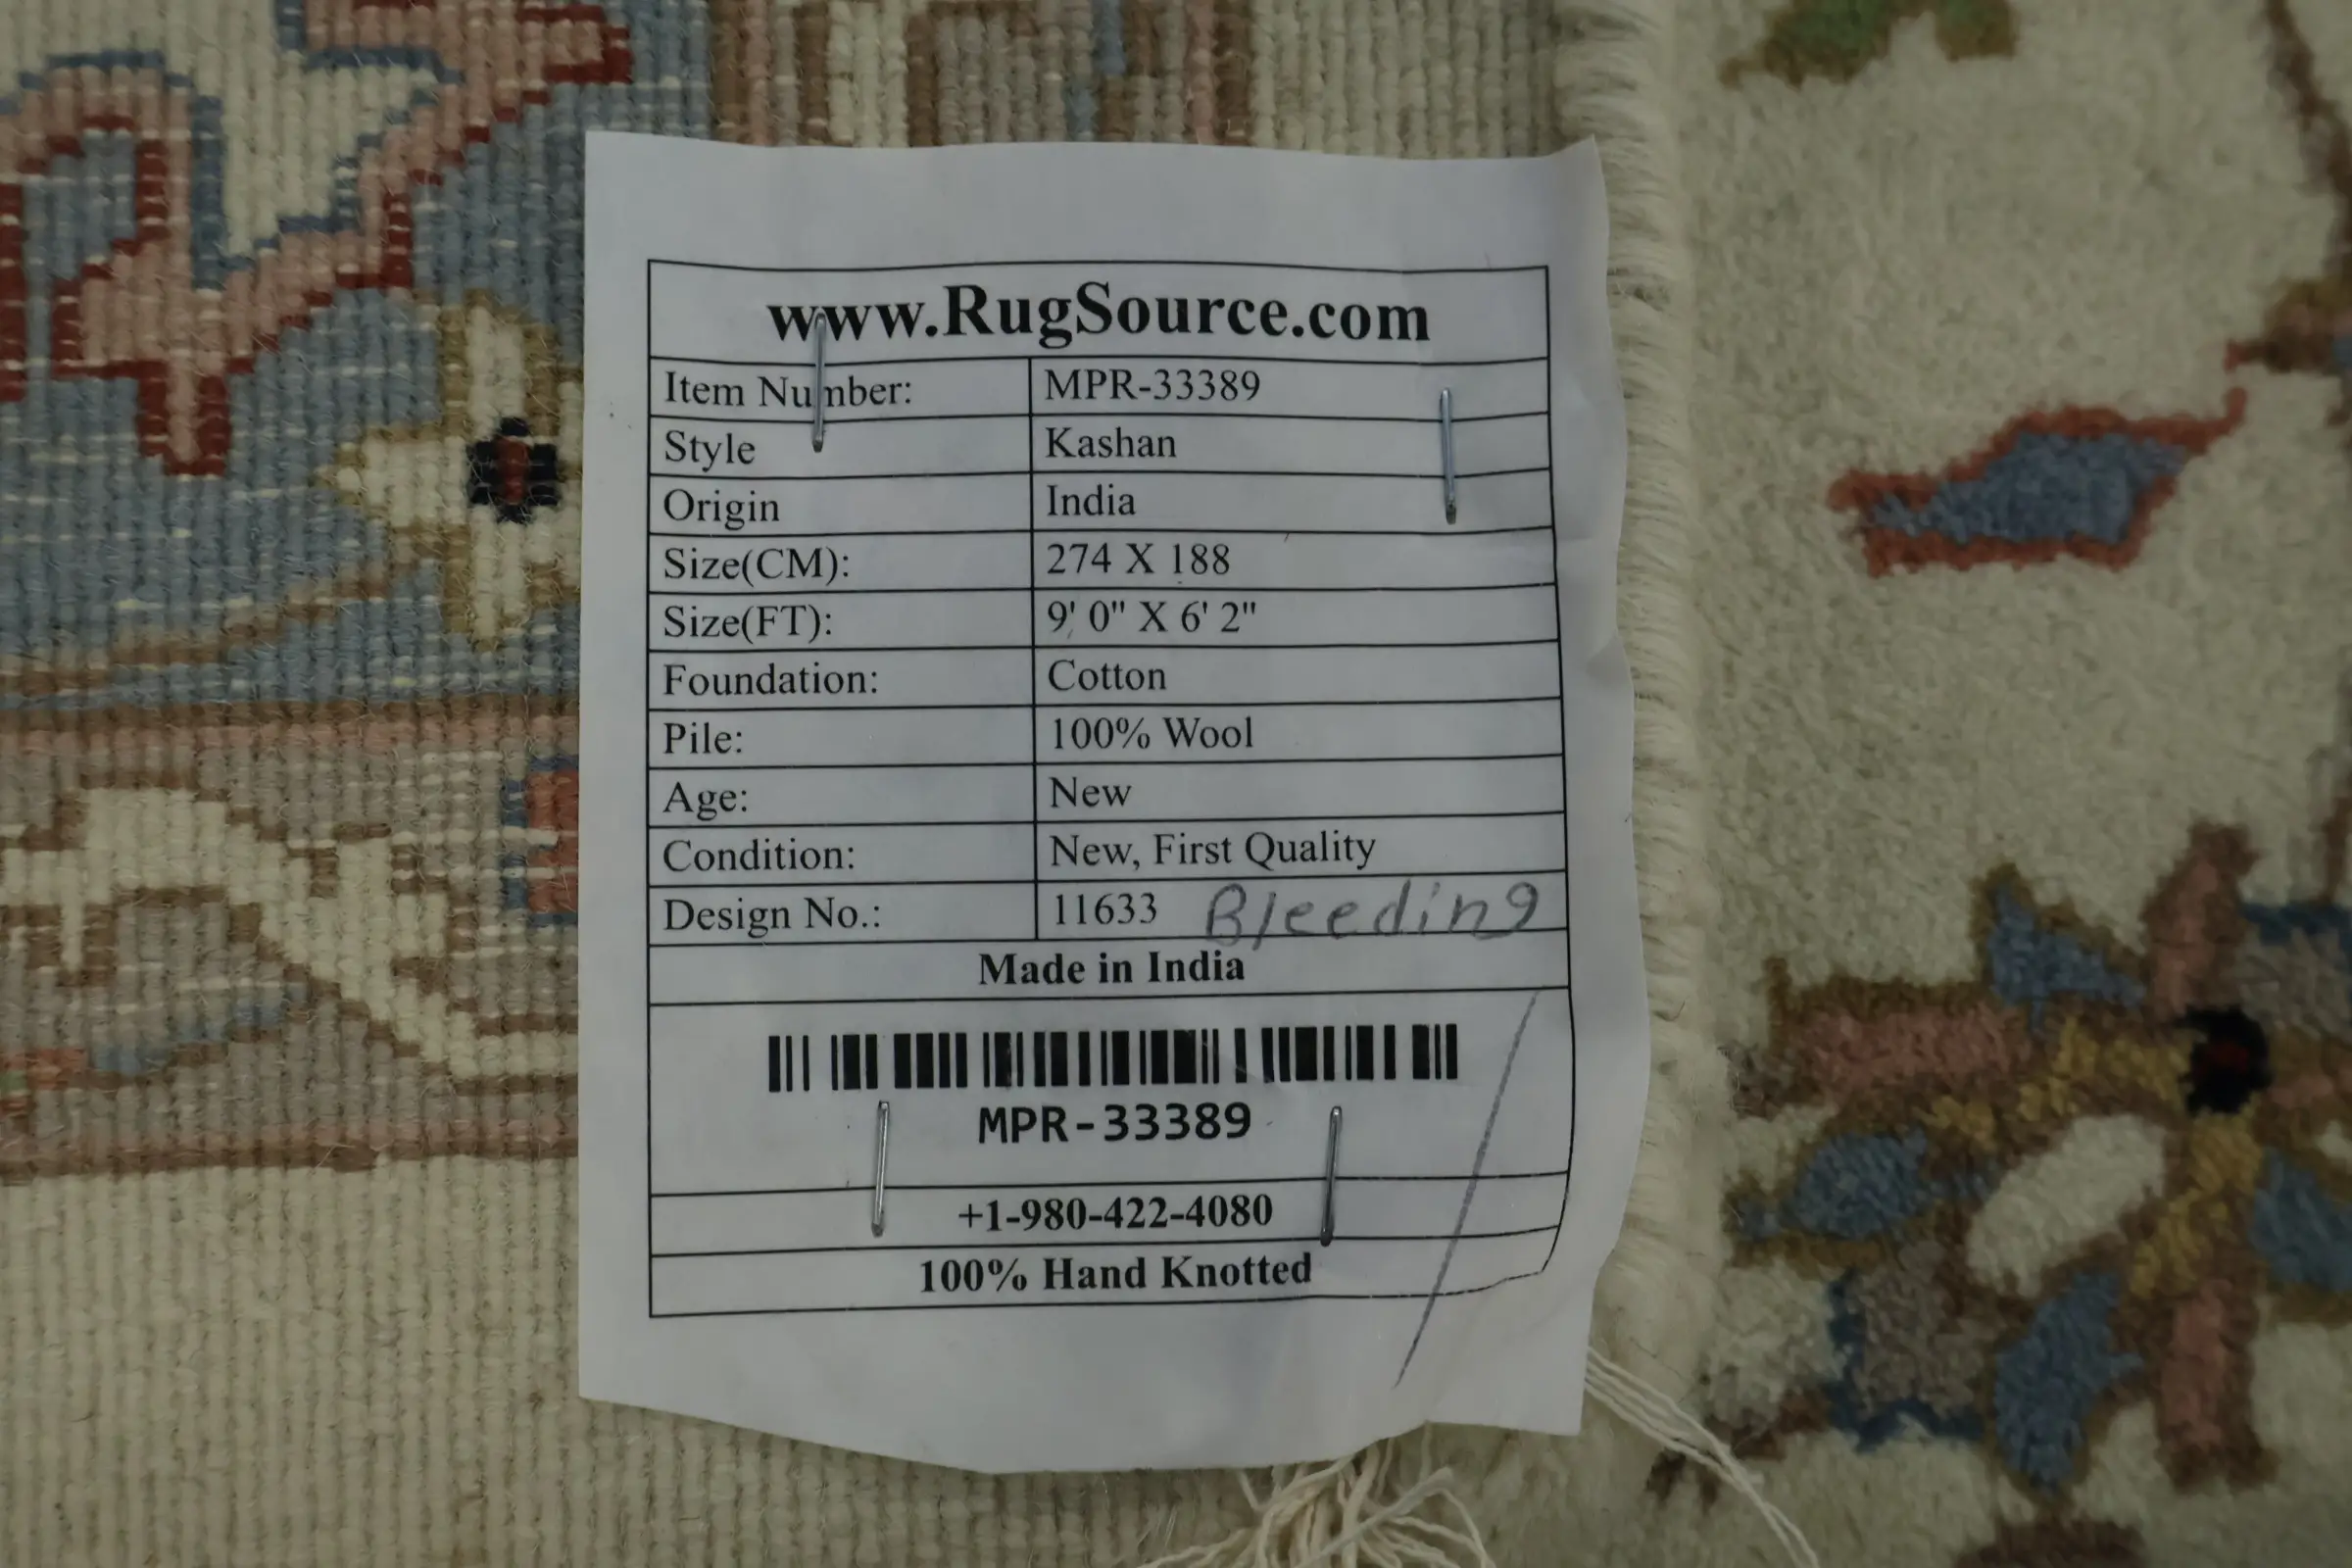 www.RugSource.com
Item Number: MPR-33389
Style Kashan
Origin India
Size(CM): 274 X 188
Size(FT): 9' 0" X 6' 2"
Foundation: Cotton
Pile: 100% Wool
Age: New
Condition: New, First Quality
Design No.: 11633 Bleeding
Made in India
MPR-33389
+1-980-422-4080
100% Hand Knotted